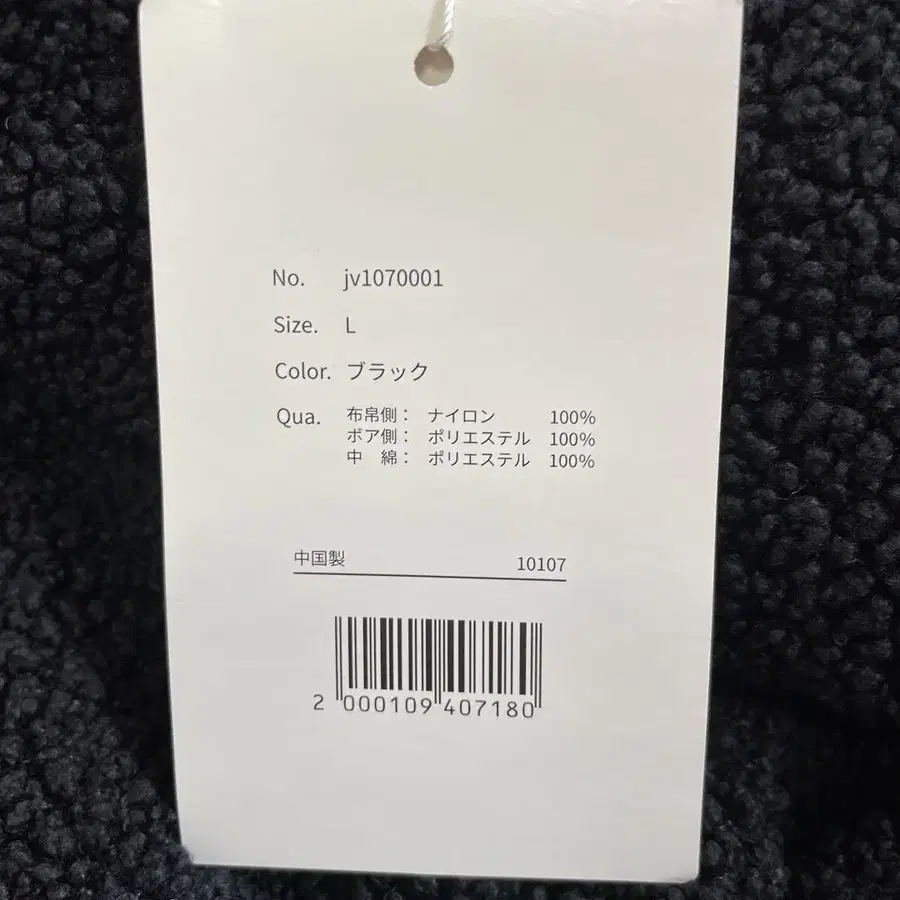 No. jv1070001
Size. L
Color. ブラック
Qua. 布帛側： ナイロン 100%
ボア側： ポリエステル 100%
中　綿： ポリエステル 100%
中国製 10107
2 000109 407180